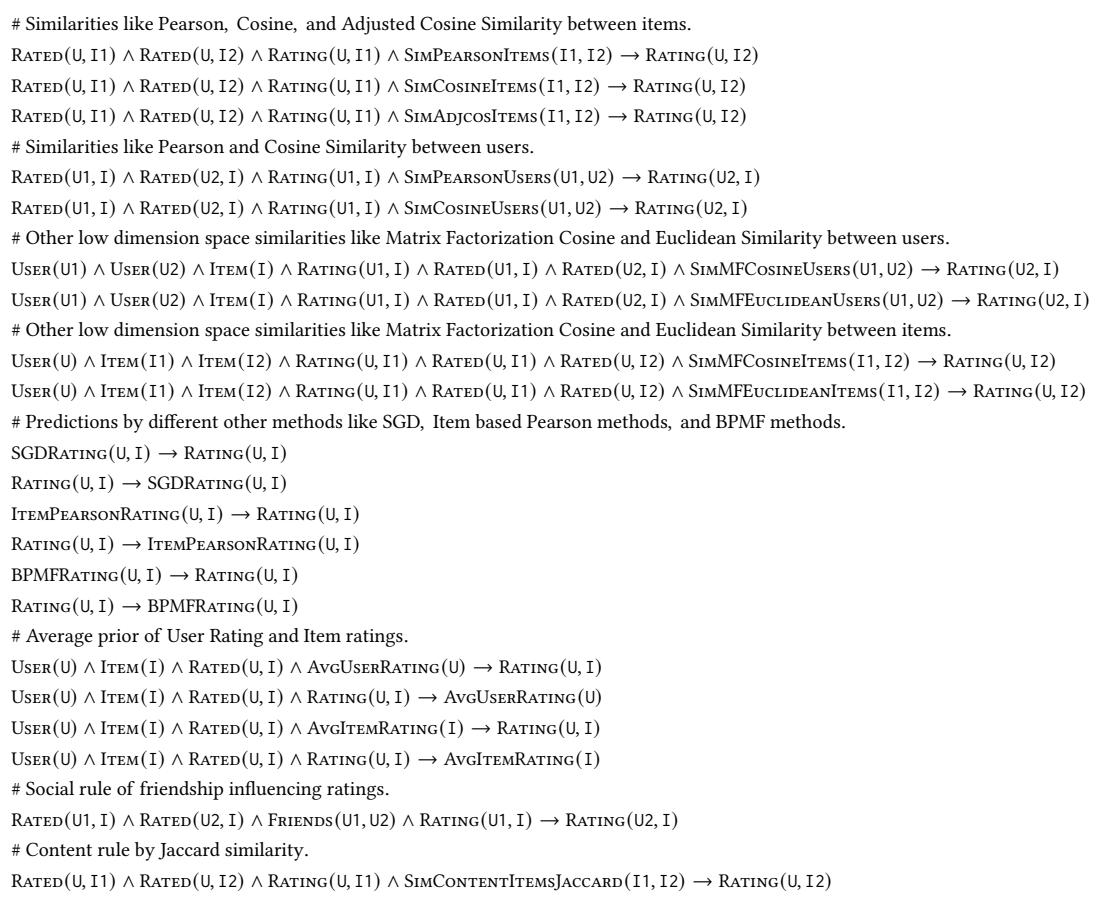 # Similarities like Pearson, Cosine, and Adjusted Cosine Similarity between items.
RATED(U, I1) ∧ RATED(U, I2) ∧ RATING(U, I1) ∧ SIMPEARSONITEMS(I1, I2) → RATING(U, I2)
RATED(U, I1) ∧ RATED(U, I2) ∧ RATING(U, I1) ∧ SIMCOSINEITEMS(I1, I2) → RATING(U, I2)
RATED(U, I1) ∧ RATED(U, I2) ∧ RATING(U, I1) ∧ SIMADJCOSITEMS(I1, I2) → RATING(U, I2)
# Similarities like Pearson and Cosine Similarity between users.
RATED(U1, I) ∧ RATED(U2, I) ∧ RATING(U1, I) ∧ SIMPEARSONUSERS(U1, U2) → RATING(U2, I)
RATED(U1, I) ∧ RATED(U2, I) ∧ RATING(U1, I) ∧ SIMCOSINEUSERS(U1, U2) → RATING(U2, I)
# Other low dimension space similarities like Matrix Factorization Cosine and Euclidean Similarity between users.
USER(U1) ∧ USER(U2) ∧ ITEM(I) ∧ RATING(U1, I) ∧ RATED(U1, I) ∧ RATED(U2, I) ∧ SIMMFCOSINEUSERS(U1, U2) → RATING(U2, I)
USER(U1) ∧ USER(U2) ∧ ITEM(I) ∧ RATING(U1, I) ∧ RATED(U1, I) ∧ RATED(U2, I) ∧ SIMMFEUCLIDEANUSERS(U1, U2) → RATING(U2, I)
# Other low dimension space similarities like Matrix Factorization Cosine and Euclidean Similarity between items.
USER(U) ∧ ITEM(I1) ∧ ITEM(I2) ∧ RATING(U, I1) ∧ RATED(U, I1) ∧ RATED(U, I2) ∧ SIMMFCOSINEITEMS(I1, I2) → RATING(U, I2)
USER(U) ∧ ITEM(I1) ∧ ITEM(I2) ∧ RATING(U, I1) ∧ RATED(U, I1) ∧ RATED(U, I2) ∧ SIMMFEUCLIDEANITEMS(I1, I2) → RATING(U, I2)
# Predictions by different other methods like SGD, Item based Pearson methods, and BPMF methods.
SGDRATING(U, I) → RATING(U, I)
RATING(U, I) → SGDRATING(U, I)
ITEMPEARSONRATING(U, I) → RATING(U, I)
RATING(U, I) → ITEMPEARSONRATING(U, I)
BPMFRATING(U, I) → RATING(U, I)
RATING(U, I) → BPMFRATING(U, I)
# Average prior of User Rating and Item ratings.
USER(U) ∧ ITEM(I) ∧ RATED(U, I) ∧ AVGUSERRATING(U) → RATING(U, I)
USER(U) ∧ ITEM(I) ∧ RATED(U, I) ∧ RATING(U, I) → AVGUSERRATING(U)
USER(U) ∧ ITEM(I) ∧ RATED(U, I) ∧ AVGITEMRATING(I) → RATING(U, I)
USER(U) ∧ ITEM(I) ∧ RATED(U, I) ∧ RATING(U, I) → AVGITEMRATING(I)
# Social rule of friendship influencing ratings.
RATED(U1, I) ∧ RATED(U2, I) ∧ FRIENDS(U1, U2) ∧ RATING(U1, I) → RATING(U2, I)
# Content rule by Jaccard similarity.
RATED(U, I1) ∧ RATED(U, I2) ∧ RATING(U, I1) ∧ SIMCONTENTITEMSJACCARD(I1, I2) → RATING(U, I2)